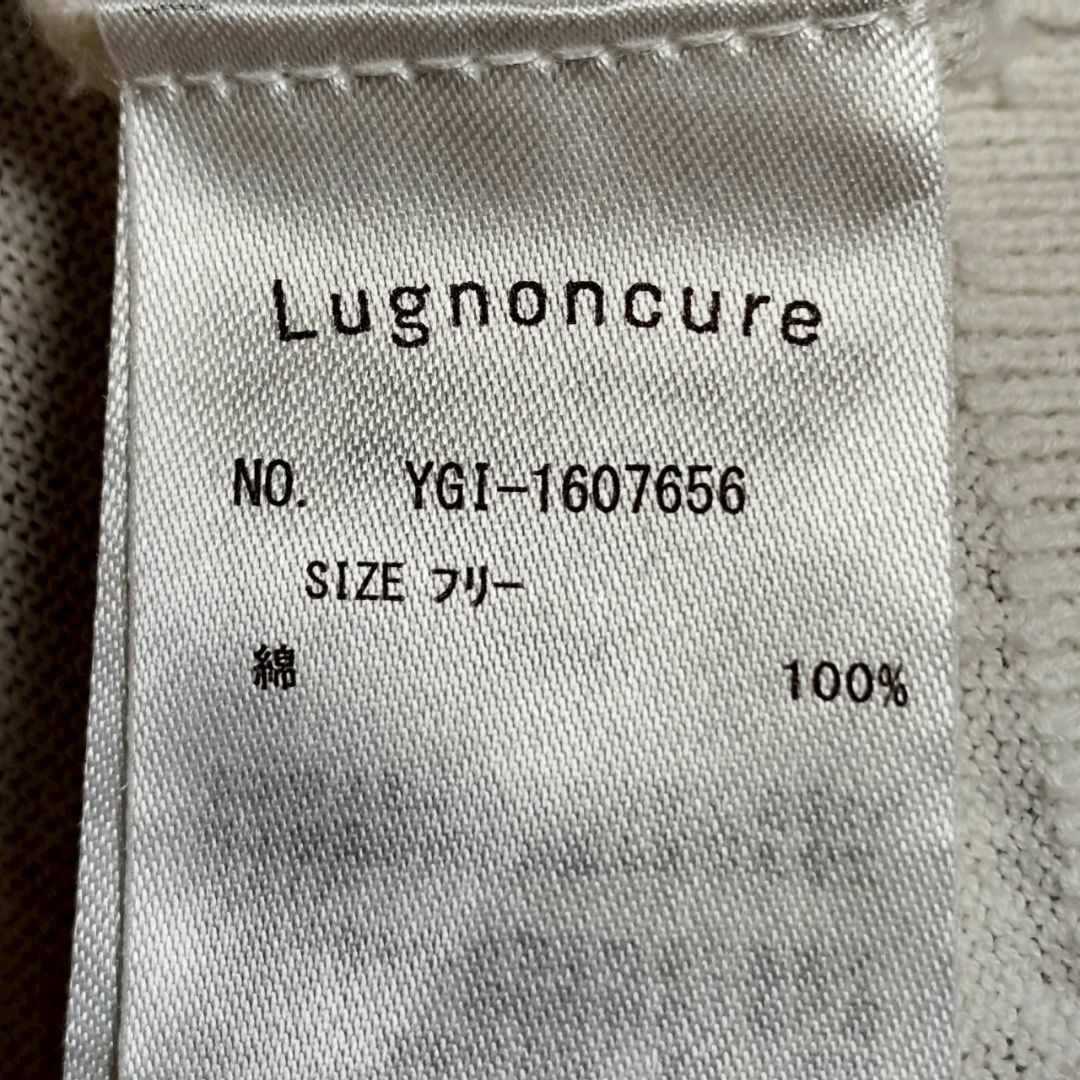 Lugnoncure
NO. YGI-1607656
SIZE フリー
綿 100%